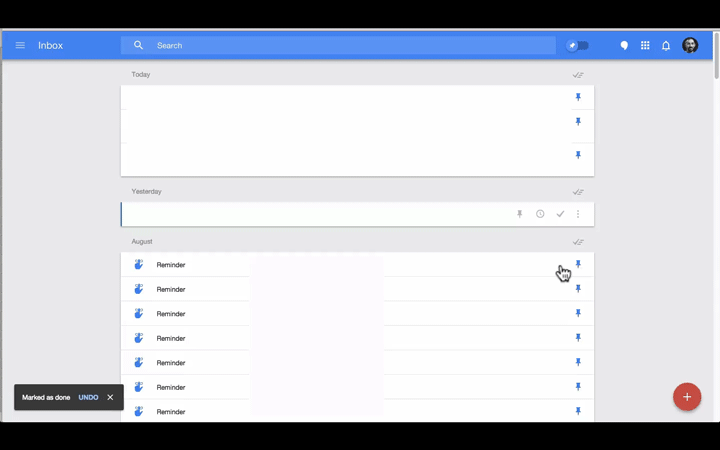 Inbox
Search
Today
Yesterday
August
Reminder
Reminder
Reminder
Reminder
Reminder
Reminder
Reminder
Marked as done UNDO